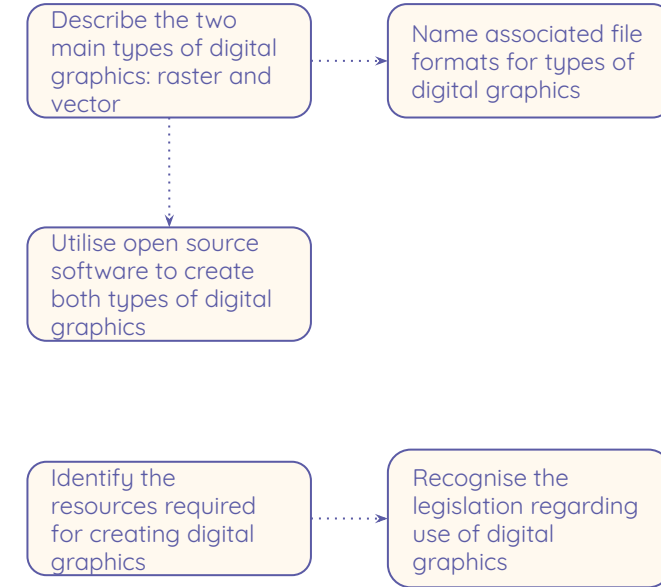 Describe the two
main types of digital
graphics: raster and
vector
Name associated file
formats for types of
digital graphics
Utilise open source
software to create
both types of digital
graphics
Identify the
resources required
for creating digital
graphics
Recognise the
legislation regarding
use of digital
graphics